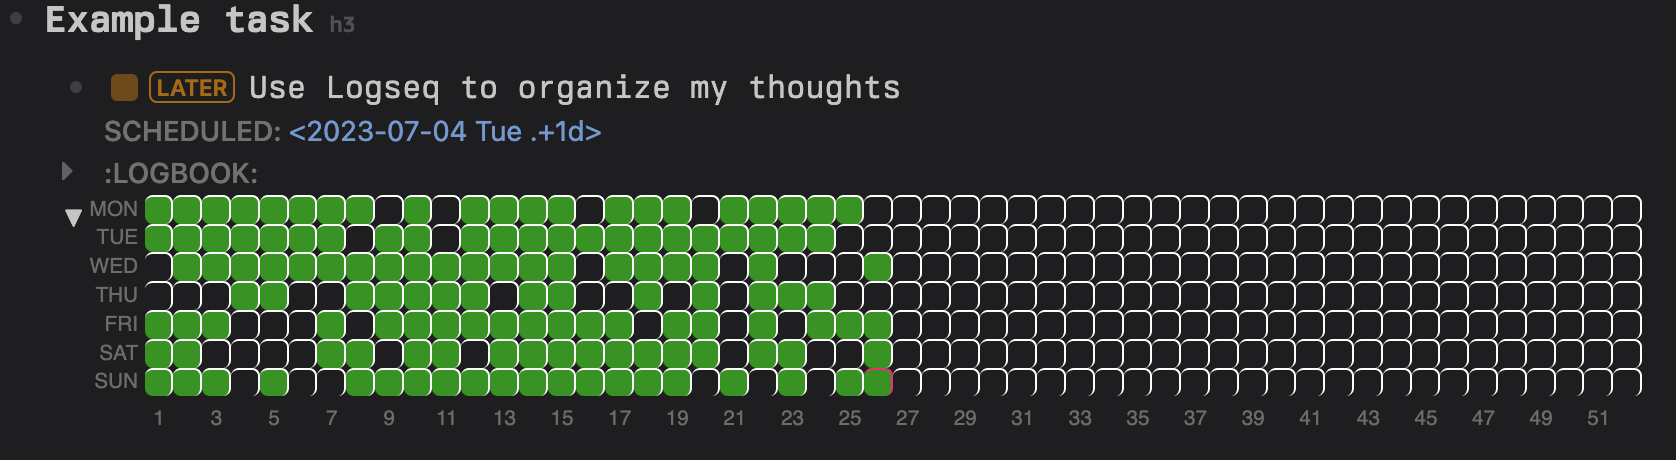 Example task h3
LATER Use Logseq to organize my thoughts
SCHEDULED: <2023-07-04 Tue .+1d>
:LOGBOOK:
MON
TUE
WED
THU
FRI
SAT
SUN
1 3 5 7 9 11 13 15 17 19 21 23 25 27 29 31 33 35 37 39 41 43 45 47 49 51